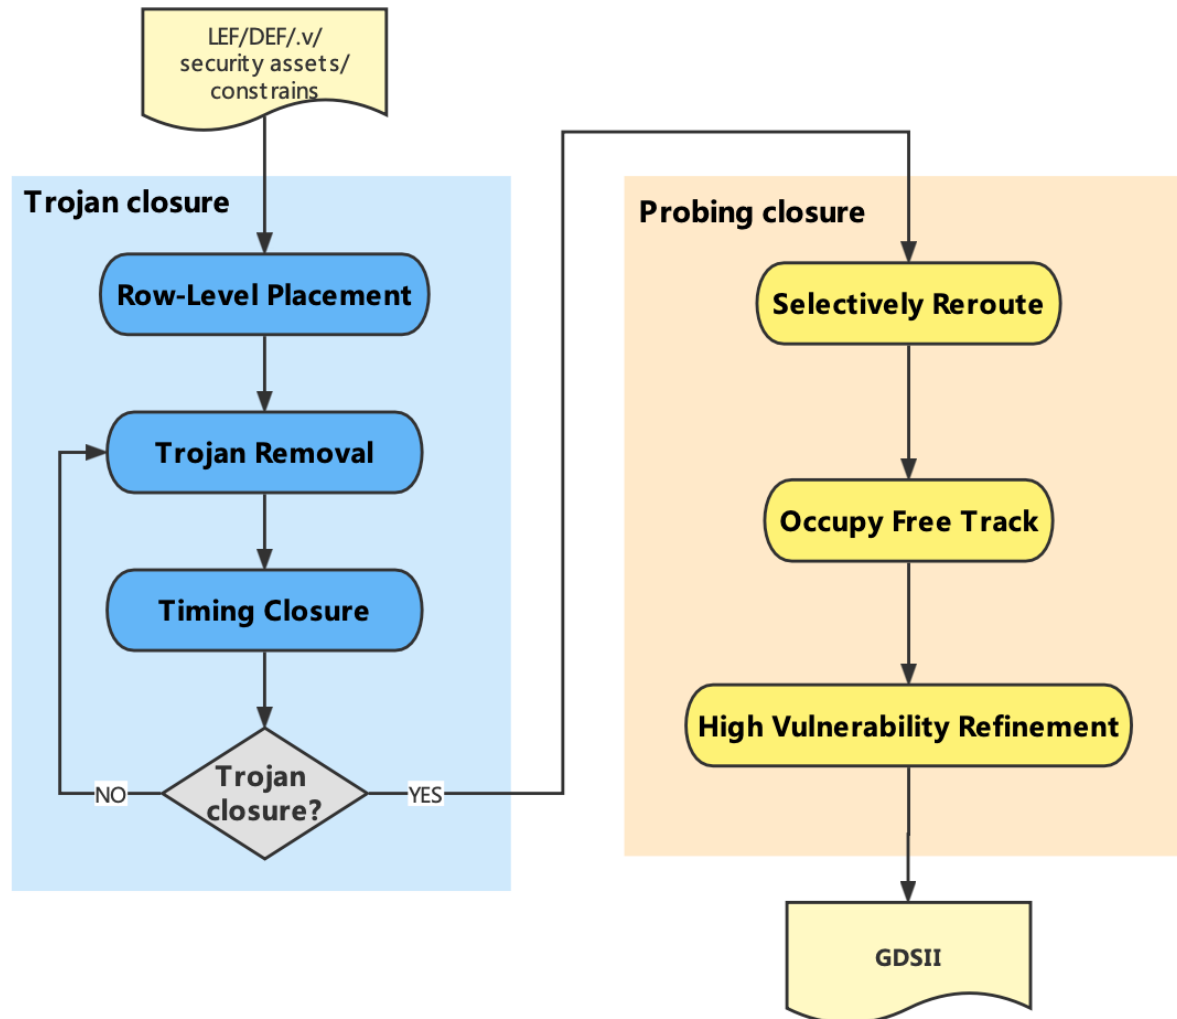 LEF/DEF/.v/
security assets/
constrains
Trojan closure
Row-Level Placement
Trojan Removal
Timing Closure
Trojan
closure?
NO
YES
Probing closure
Selectively Reroute
Occupy Free Track
High Vulnerability Refinement
GDSII